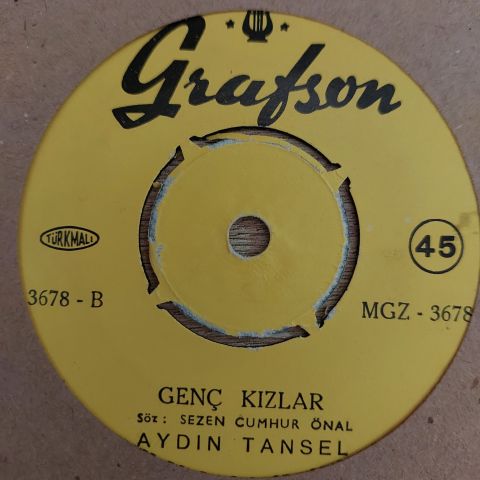 Grafson
TÜRKMALI
45
3678 - B
MGZ - 3678
GENÇ KIZLAR
Söz : SEZEN CUMHUR ÖNAL
AYDIN TANSEL